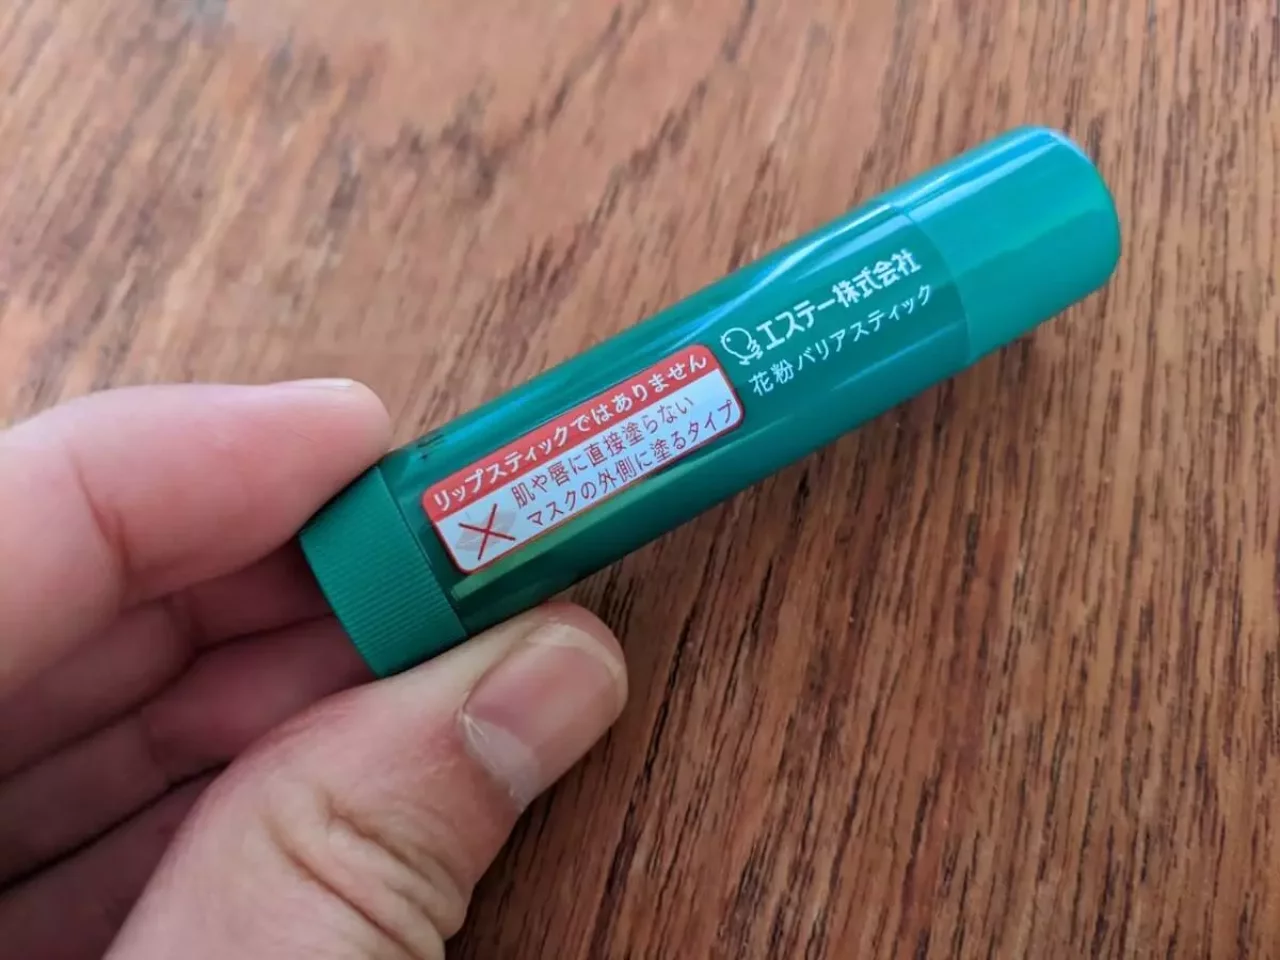 エステー株式会社
花粉バリアスティック
リップスティックではありません
肌や唇に直接塗らない
マスクの外側に塗るタイプ